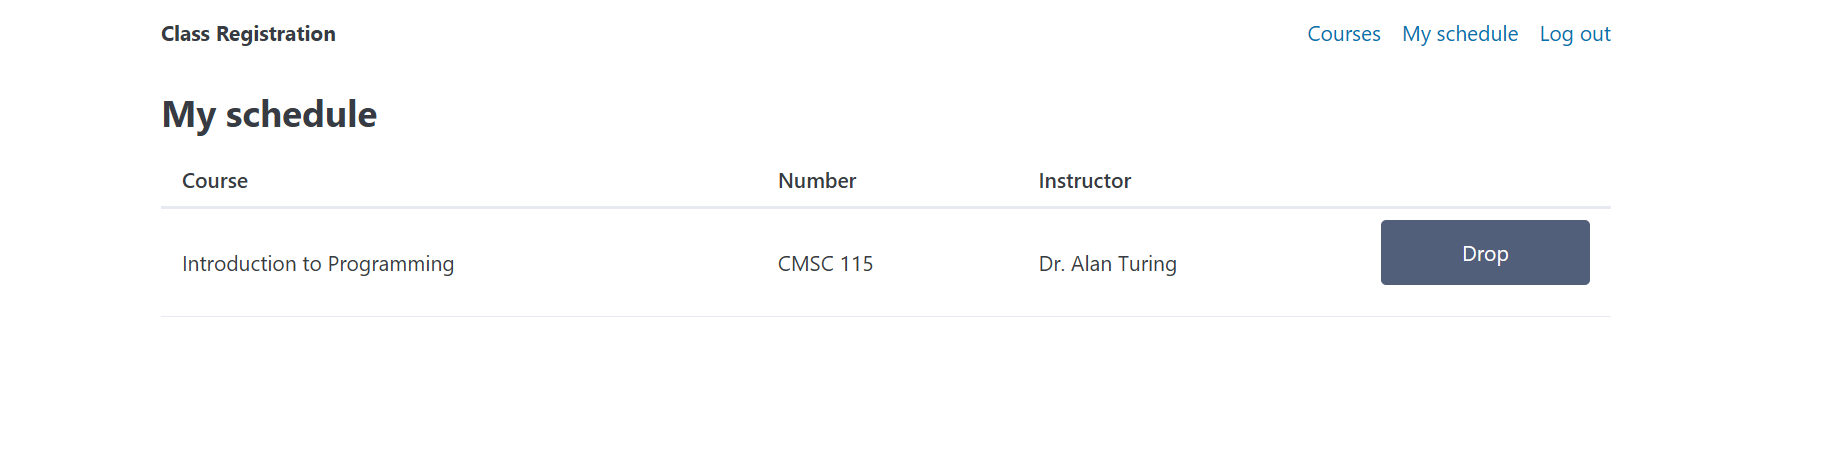 Class Registration Courses My schedule Log out
My schedule
Course Number Instructor
Introduction to Programming CMSC 115 Dr. Alan Turing Drop